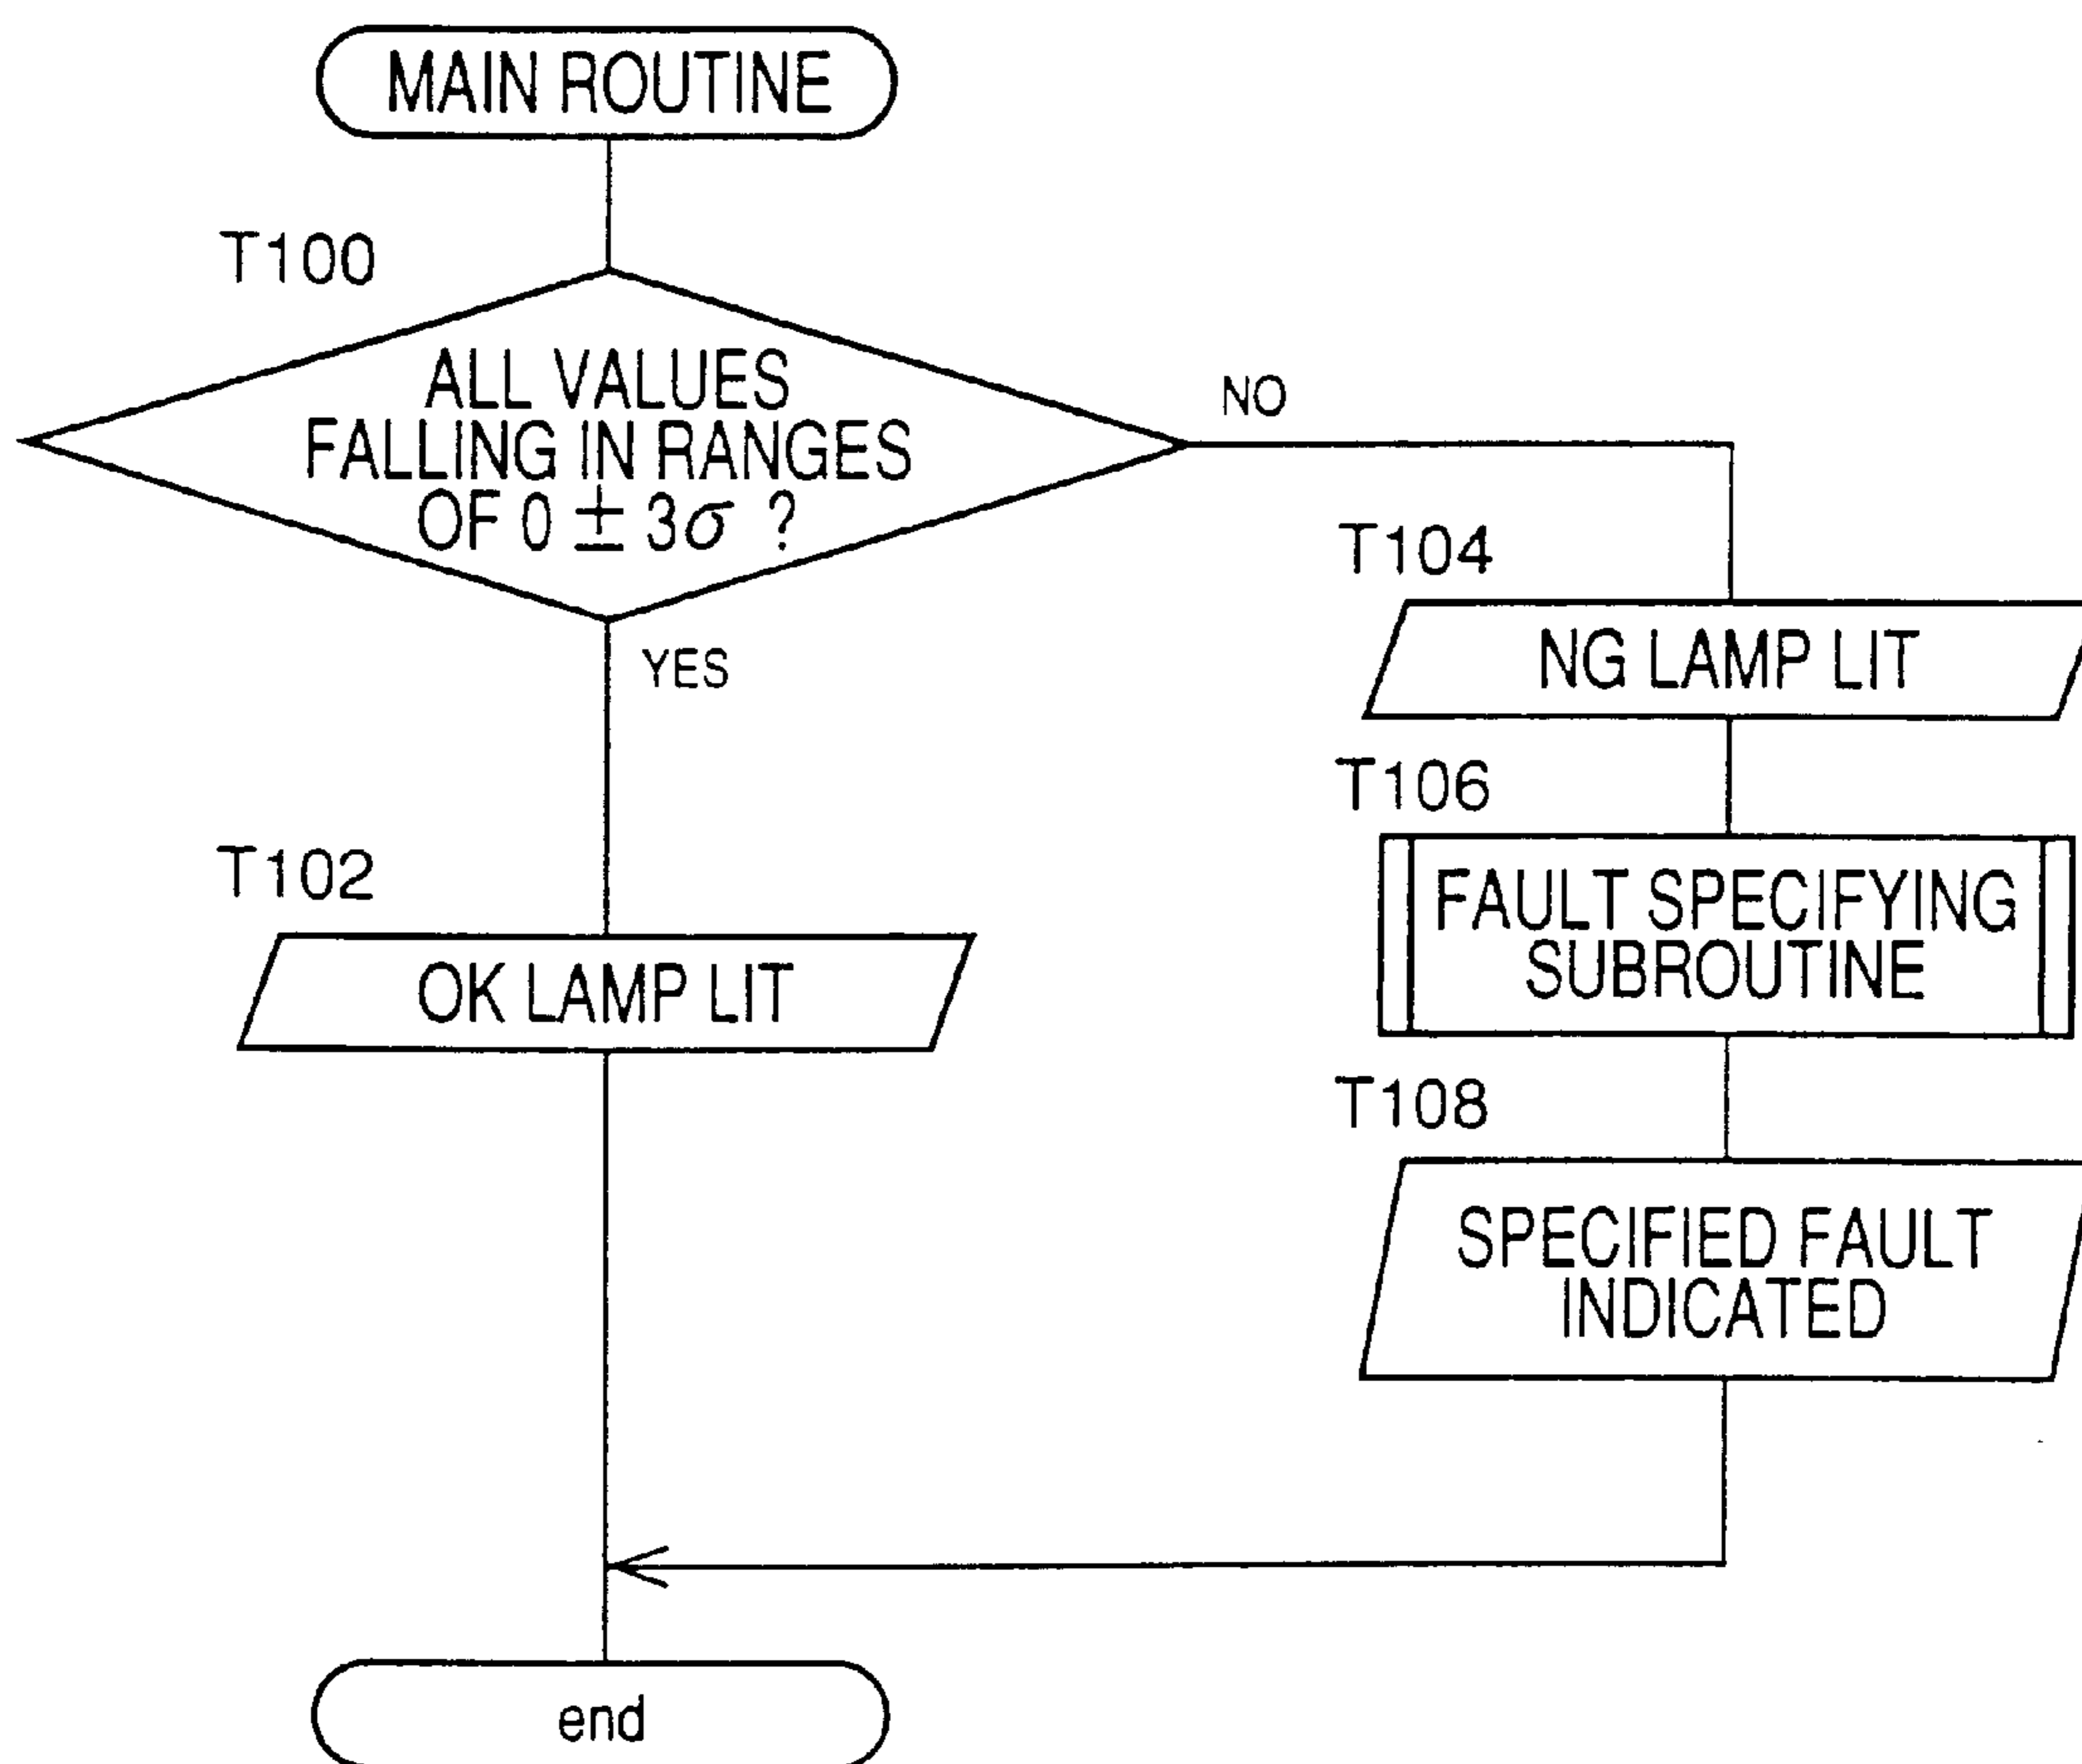 MAIN ROUTINE
T100
ALL VALUES
FALLING IN RANGES
OF 0 ± 3σ ?
NO
YES
T102
OK LAMP LIT
T104
NG LAMP LIT
T106
FAULT SPECIFYING
SUBROUTINE
T108
SPECIFIED FAULT
INDICATED
end